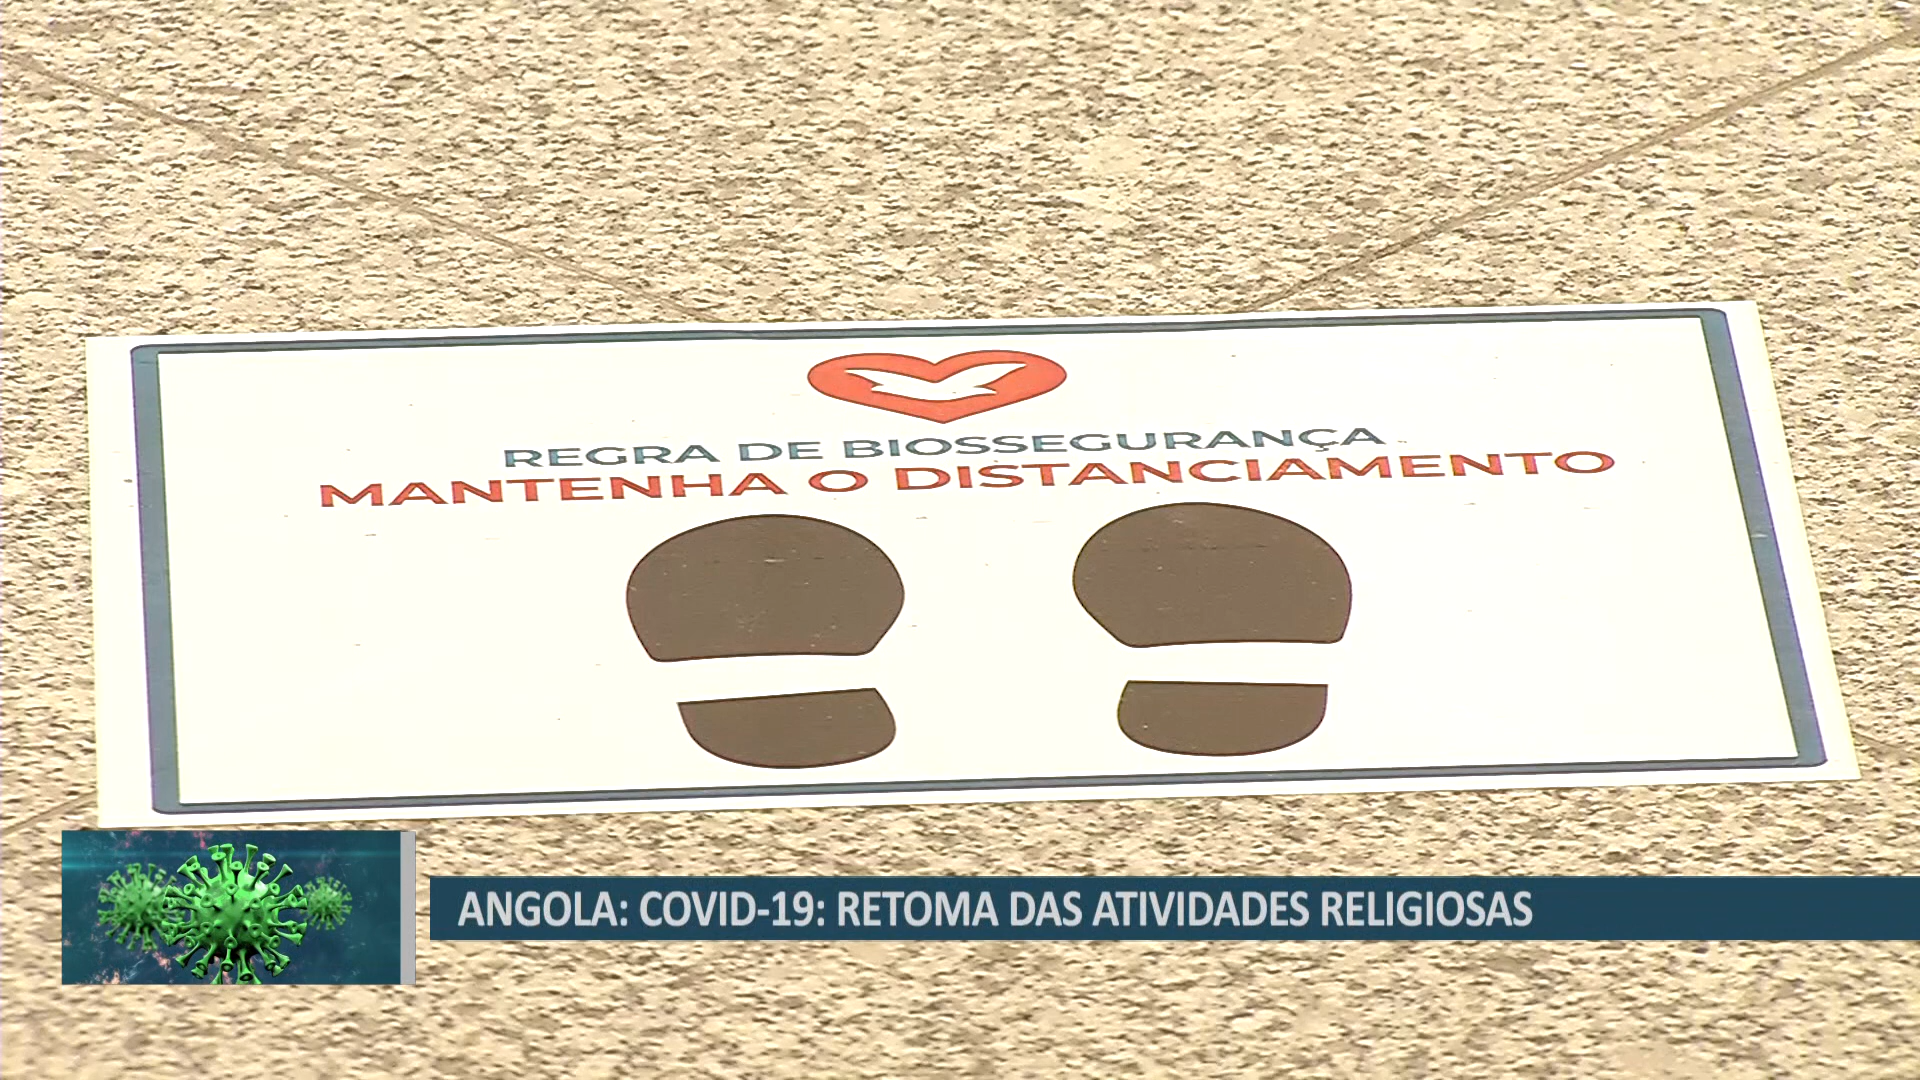 REGRA DE BIOSSEGURANÇA
MANTENHA O DISTANCIAMENTO
ANGOLA: COVID-19: RETOMA DAS ATIVIDADES RELIGIOSAS